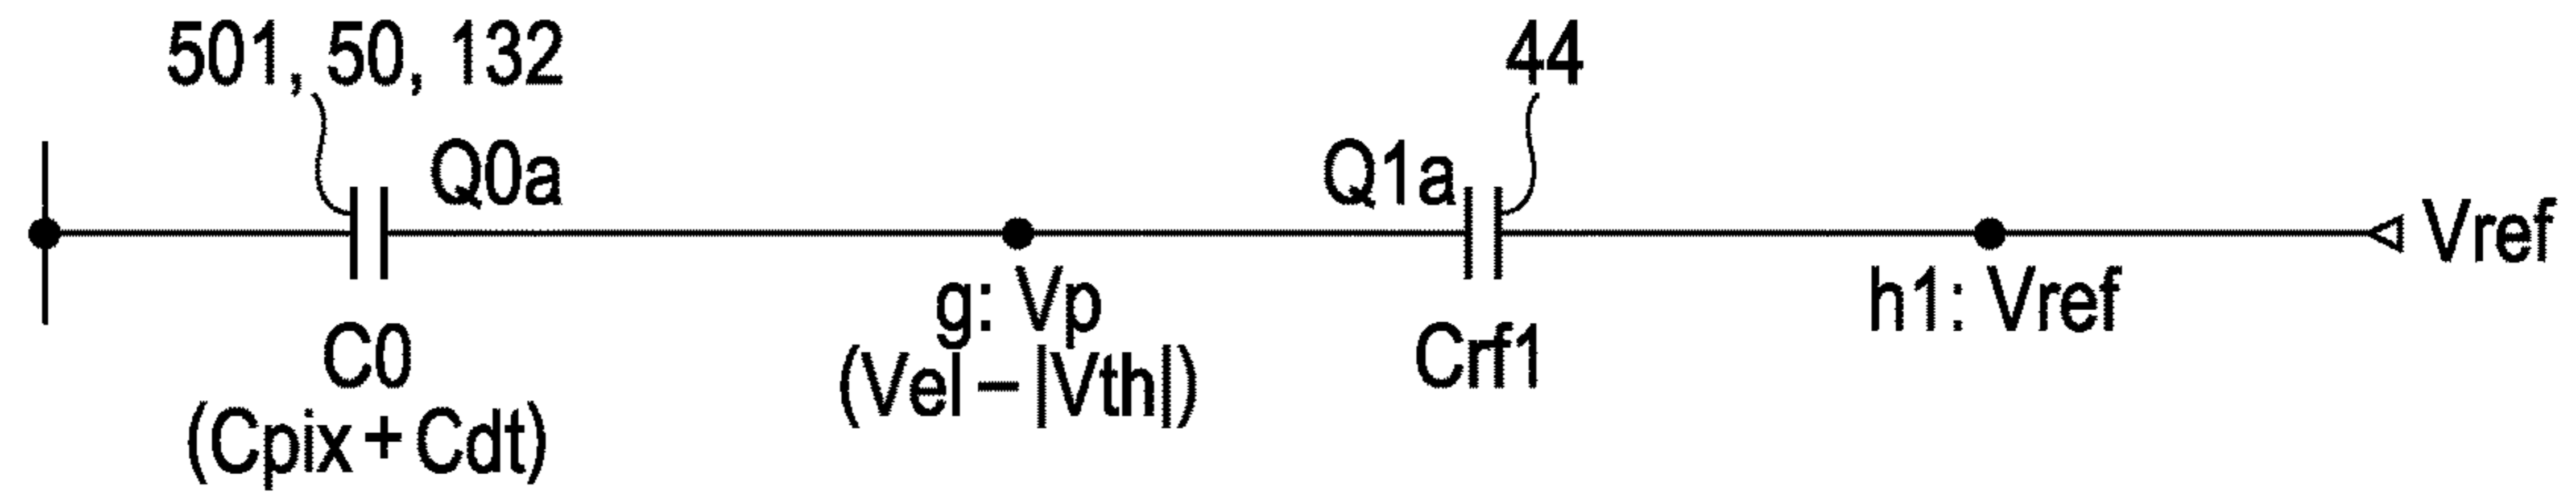 501, 50, 132
44
Q0a
Q1a
Vref
g: Vp
h1: Vref
C0
(Vel – |Vth|)
Crf1
(Cpix + Cdt)